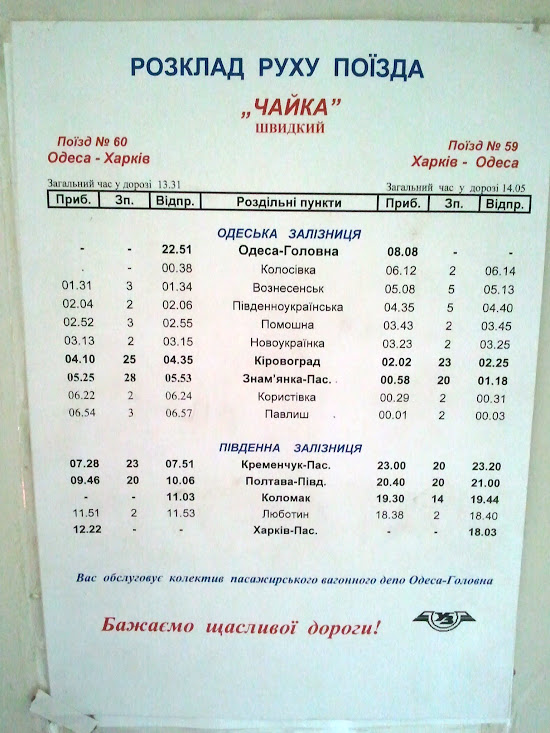 РОЗКЛАД РУХУ ПОЇЗДА
„ЧАЙКА”
ШВИДКИЙ
Поїзд № 60 Поїзд № 59
Одеса - Харків Харків - Одеса
Загальний час у дорозі 13.31 Загальний час у дорозі 14.05
Приб. Зп. Відпр. Роздільні пункти Приб. Зп. Відпр.
ОДЕСЬКА ЗАЛІЗНИЦЯ
- - 22.51 Одеса-Головна 08.08 - -
- 00.38 Колосівка 06.12 2 06.14
01.31 3 01.34 Вознесенськ 05.08 5 05.13
02.04 2 02.06 Південноукраїнська 04.35 5 04.40
02.52 3 02.55 Помошна 03.43 2 03.45
03.13 2 03.15 Новоукраїнка 03.23 2 03.25
04.10 25 04.35 Кіровоград 02.02 23 02.25
05.25 28 05.53 Знам'янка-Пас. 00.58 20 01.18
06.22 2 06.24 Користівка 00.29 2 00.31
06.54 3 06.57 Павлиш 00.01 2 00.03
ПІВДЕННА ЗАЛІЗНИЦЯ
07.28 23 07.51 Кременчук-Пас. 23.00 20 23.20
09.46 20 10.06 Полтава-Півд. 20.40 20 21.00
- - 11.03 Коломак 19.30 14 19.44
11.51 2 11.53 Люботин 18.38 2 18.40
12.22 - - Харків-Пас. - - 18.03
Вас обслуговує колектив пасажирського вагонного депо Одеса-Головна
Бажаємо щасливої дороги!
УЗ